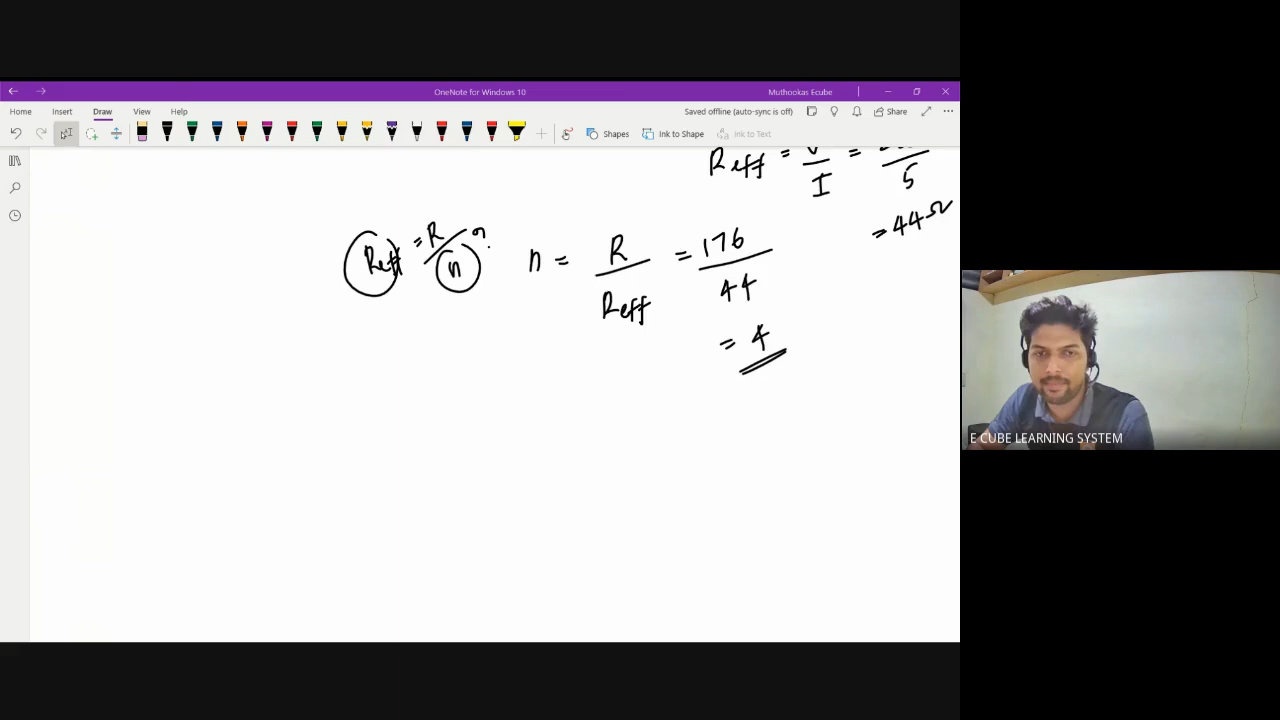 OneNote for Windows 10
Muthookas Ecube
Home Insert Draw View Help
Saved offline (auto-sync is off)
Share
Shapes
Ink to Shape
Ink to Text
Reff = V/I = /5
= 44Ω
Reff = R/n
n = R/Reff = 176/44
= 4
E CUBE LEARNING SYSTEM